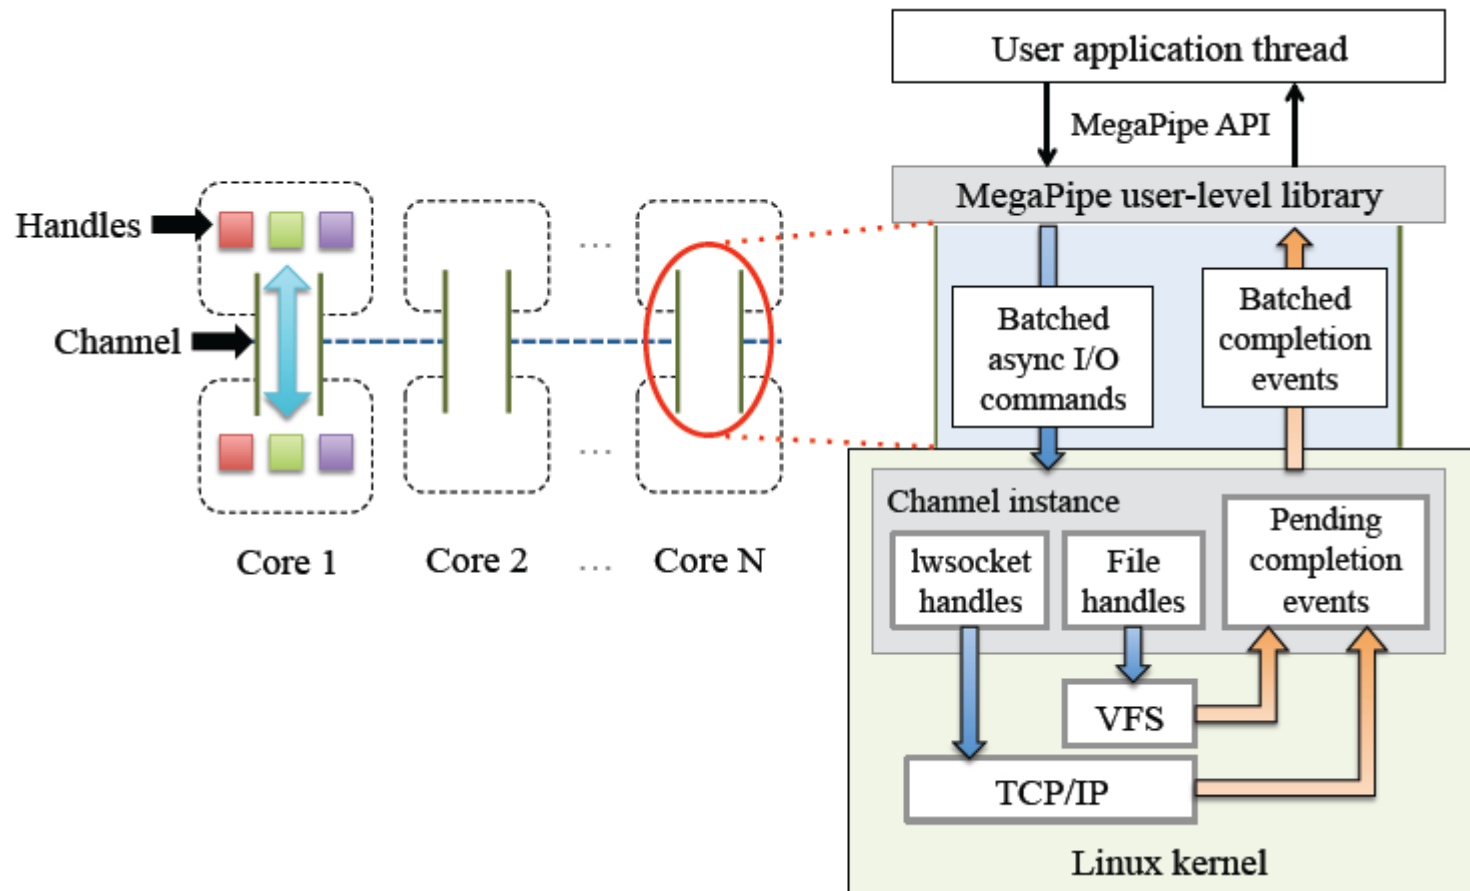 User application thread
MegaPipe API
MegaPipe user-level library
Handles
...
Channel
Batched
async I/O
commands
Batched
completion
events
...
Core 1
Core 2
...
Core N
Channel instance
lwsocket
handles
File
handles
Pending
completion
events
VFS
TCP/IP
Linux kernel